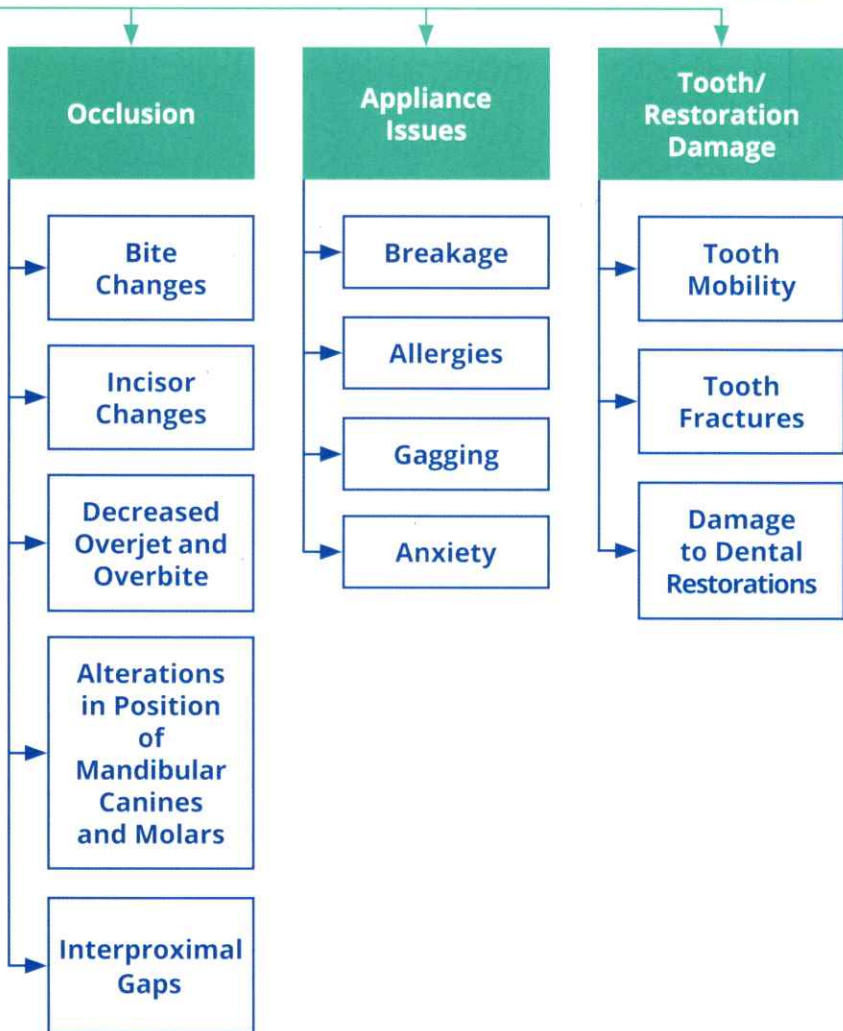 Occlusion
Bite
Changes
Incisor
Changes
Decreased
Overjet and
Overbite
Alterations
in Position
of
Mandibular
Canines
and Molars
Interproximal
Gaps
Appliance
Issues
Breakage
Allergies
Gagging
Anxiety
Tooth/
Restoration
Damage
Tooth
Mobility
Tooth
Fractures
Damage
to Dental
Restorations